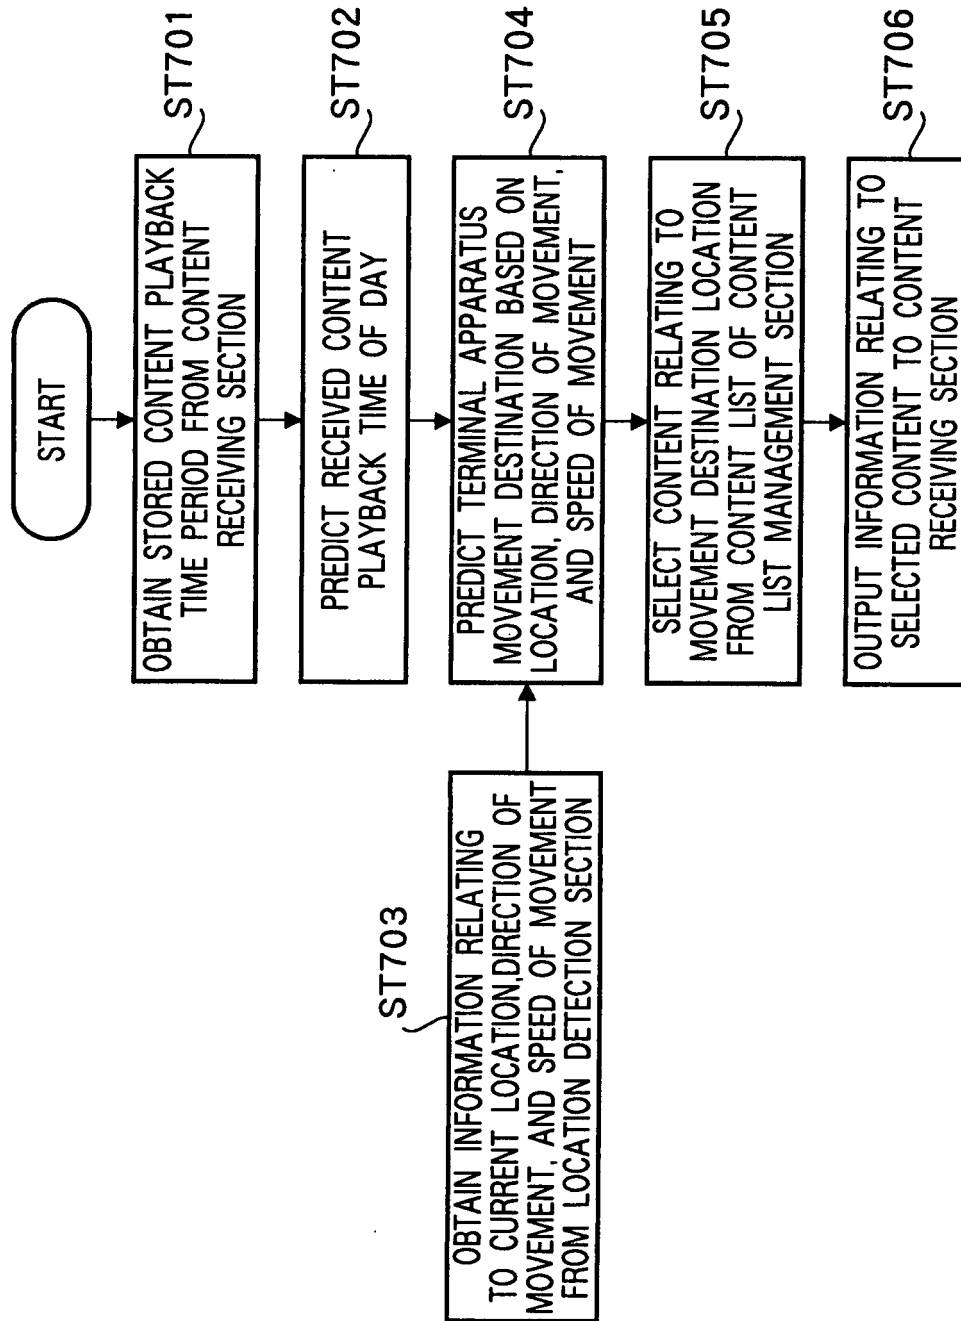 START
ST701
OBTAIN STORED CONTENT PLAYBACK
TIME PERIOD FROM CONTENT
RECEIVING SECTION
ST702
PREDICT RECEIVED CONTENT
PLAYBACK TIME OF DAY
ST703
OBTAIN INFORMATION RELATING
TO CURRENT LOCATION,DIRECTION OF
MOVEMENT, AND SPEED OF MOVEMENT
FROM LOCATION DETECTION SECTION
ST704
PREDICT TERMINAL APPARATUS
MOVEMENT DESTINATION BASED ON
LOCATION, DIRECTION OF MOVEMENT,
AND SPEED OF MOVEMENT
ST705
SELECT CONTENT RELATING TO
MOVEMENT DESTINATION LOCATION
FROM CONTENT LIST OF CONTENT
LIST MANAGEMENT SECTION
ST706
OUTPUT INFORMATION RELATING TO
SELECTED CONTENT TO CONTENT
RECEIVING SECTION